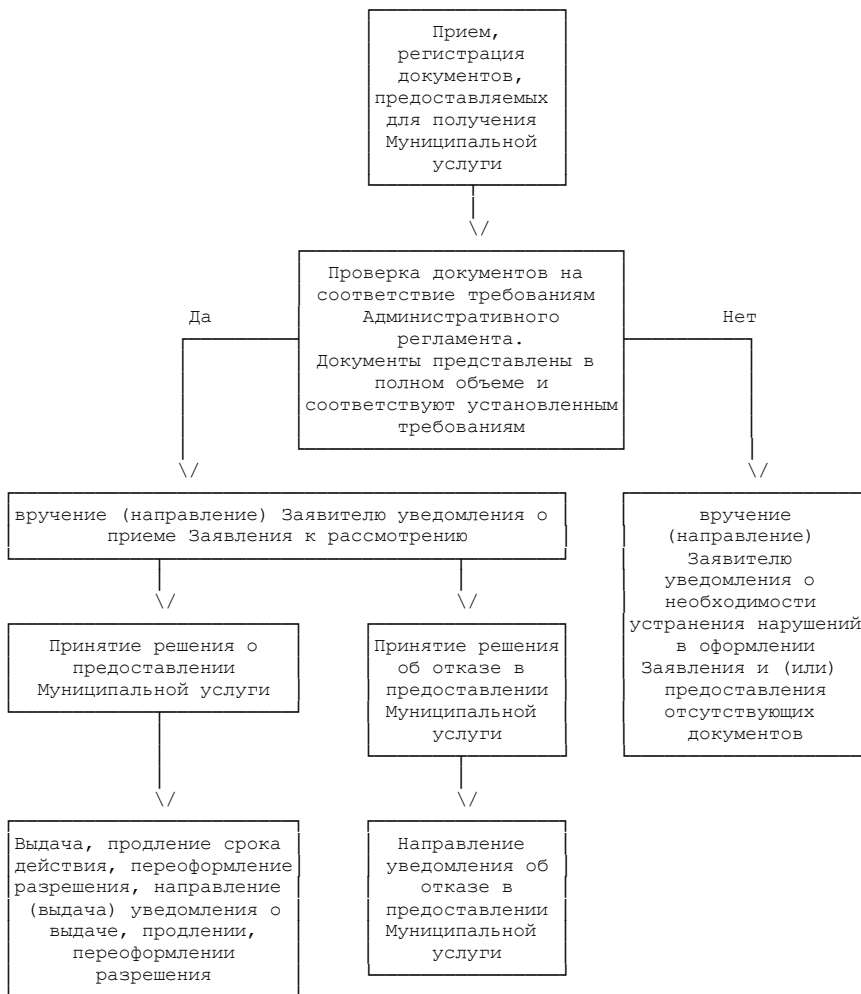 Прием,
регистрация
документов,
предоставляемых
для получения
Муниципальной
услуги
\/
Проверка документов на
соответствие требованиям
Да
Административного
Нет
регламента.
Документы представлены в
полном объеме и
соответствуют установленным
требованиям
\/
\/
вручение (направление) Заявителю уведомления о
приеме Заявления к рассмотрению
\/
\/
вручение
(направление)
Заявителю
уведомления о
необходимости
устранения нарушений
в оформлении
Заявления и (или)
предоставления
отсутствующих
документов
Принятие решения о
предоставлении
Муниципальной услуги
\/
Принятие решения
об отказе в
предоставлении
Муниципальной
услуги
\/
Выдача, продление срока
действия, переоформление
разрешения, направление
(выдача) уведомления о
выдаче, продлении,
переоформлении
разрешения
Направление
уведомления об
отказе в
предоставлении
Муниципальной
услуги